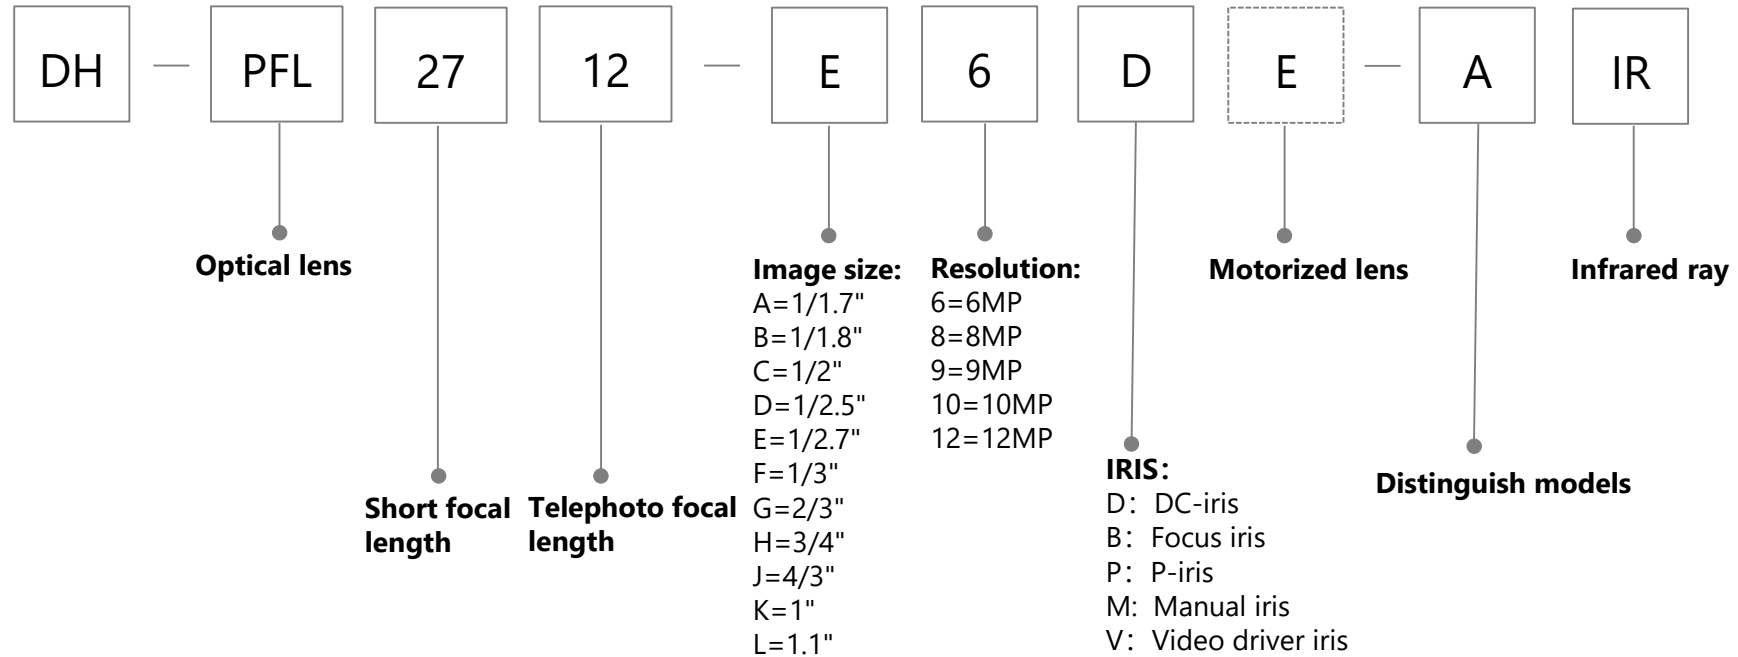 DH — PFL 27 12 — E 6 D E — A IR
Optical lens
Short focal
length
Telephoto focal
length
Image size:
A=1/1.7"
B=1/1.8"
C=1/2"
D=1/2.5"
E=1/2.7"
F=1/3"
G=2/3"
H=3/4"
J=4/3"
K=1"
L=1.1"
Resolution:
6=6MP
8=8MP
9=9MP
10=10MP
12=12MP
IRIS：
D：DC-iris
B：Focus iris
P：P-iris
M: Manual iris
V：Video driver iris
Motorized lens
Distinguish models
Infrared ray